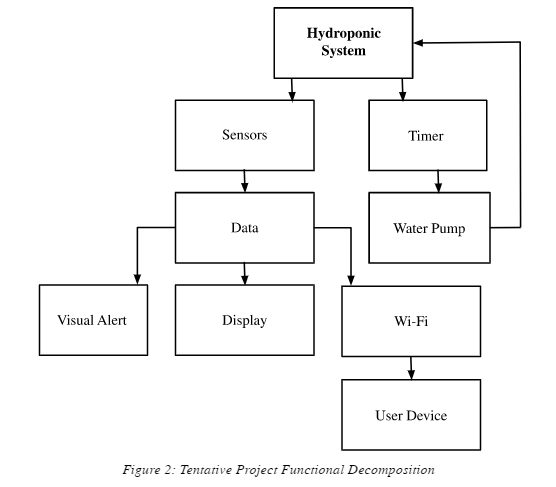 Hydroponic
System
Sensors
Timer
Data
Water Pump
Visual Alert
Display
Wi-Fi
User Device
Figure 2: Tentative Project Functional Decomposition